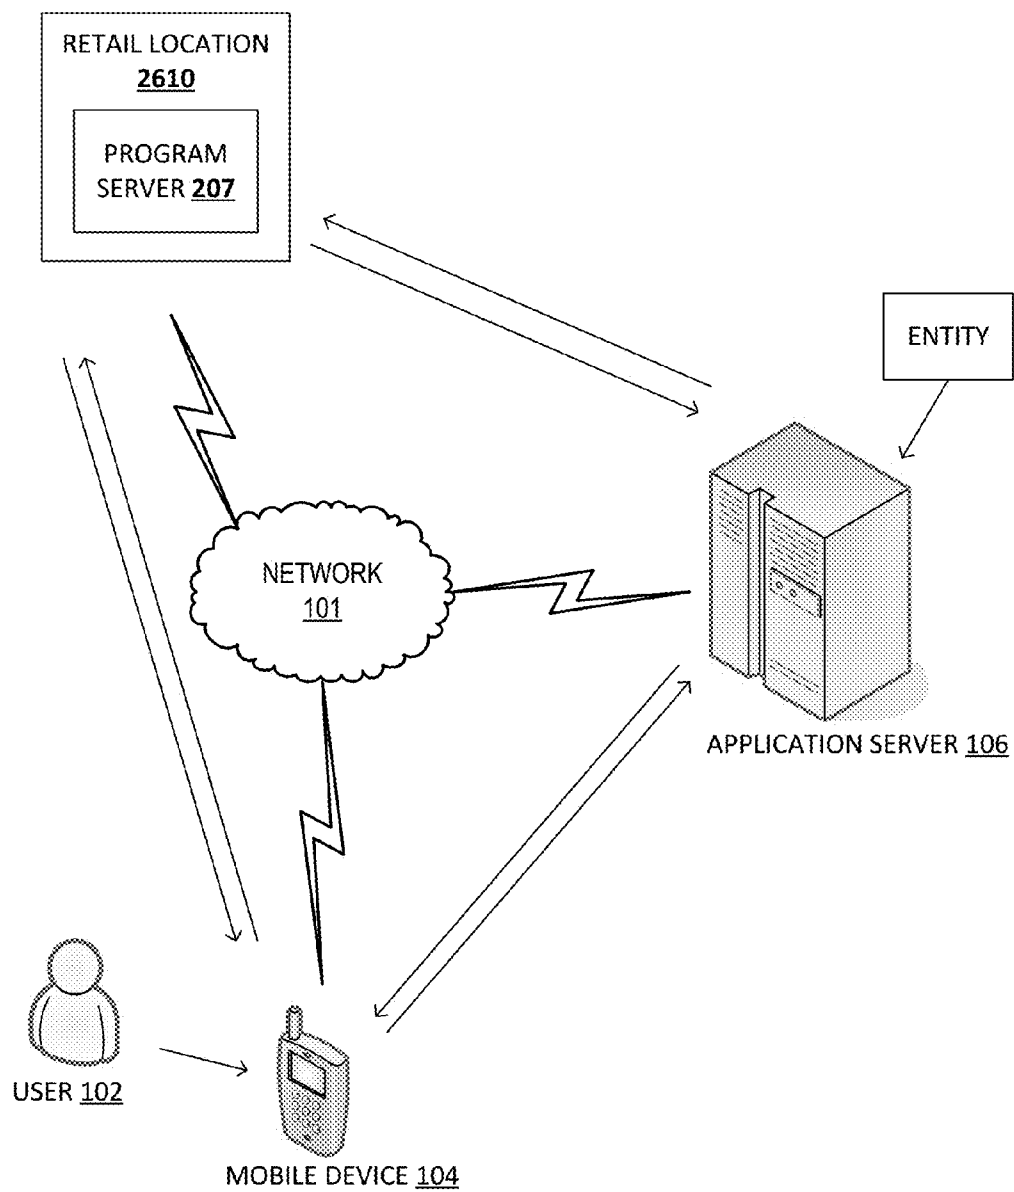 RETAIL LOCATION
2610
PROGRAM
SERVER 207
ENTITY
NETWORK
101
APPLICATION SERVER 106
USER 102
MOBILE DEVICE 104